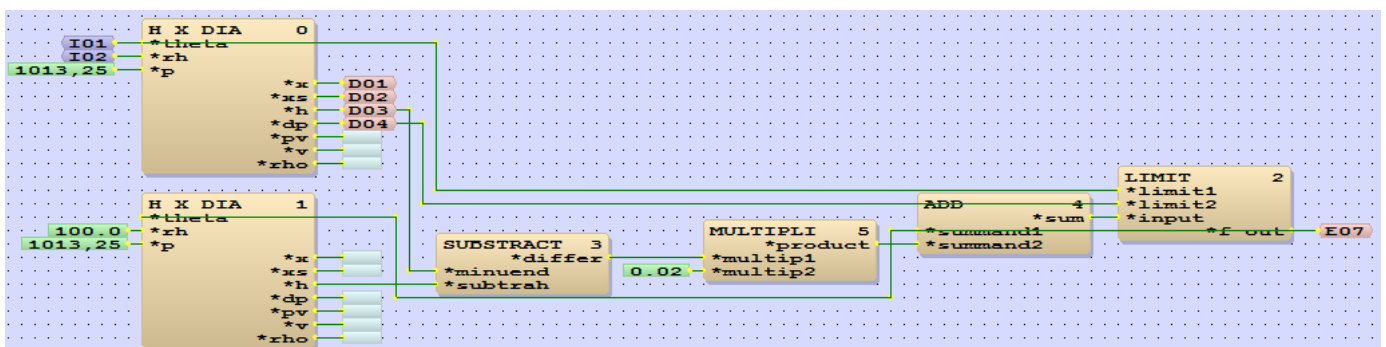 H X DIA 0
I01 *theta
I02 *rh
1013,25 *p
*x D01
*xs D02
*h D03
*dp D04
*pv
*v
*rho
H X DIA 1
*theta
100.0 *rh
1013,25 *p
*x
*xs
*h
*dp
*pv
*v
*rho
SUBSTRACT 3
*differ
*minuend
*subtrah
MULTIPLI 5
*product
*multip1
0.02 *multip2
ADD 4
*sum
*summand1
*summand2
LIMIT 2
*limit1
*limit2
*input
*f out E07